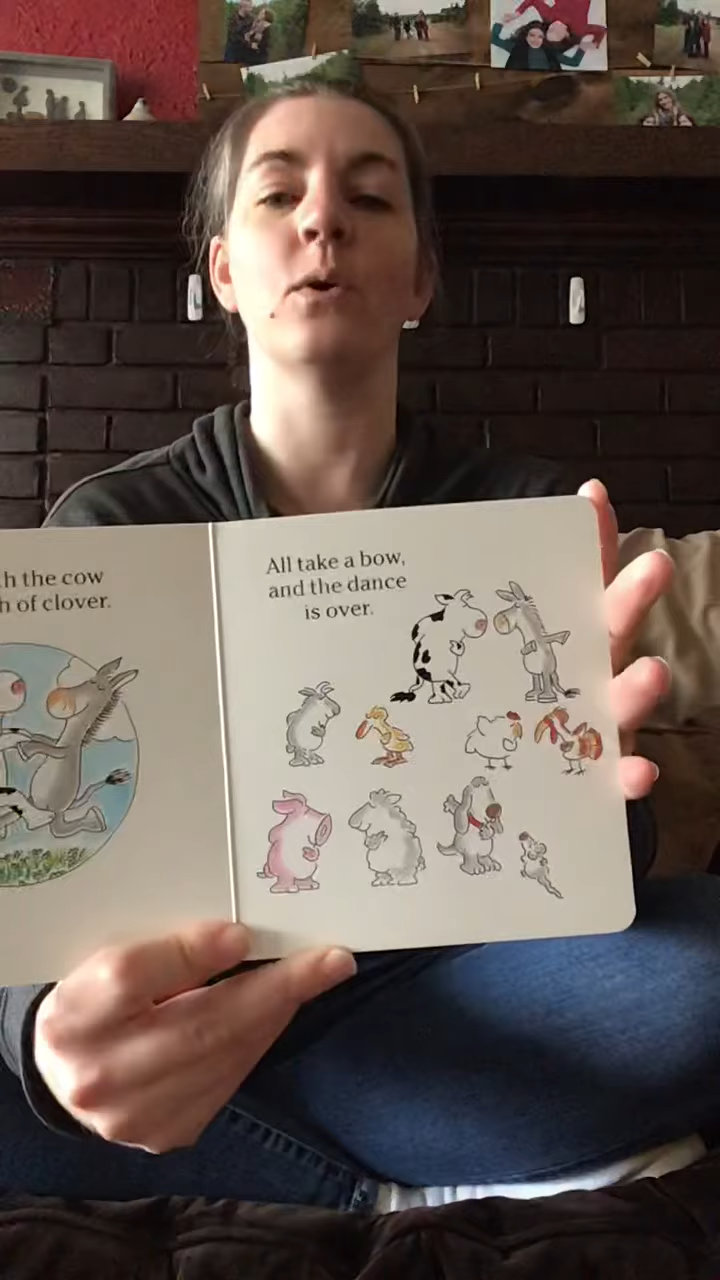 h the cow
h of clover.
All take a bow,
and the dance
is over.